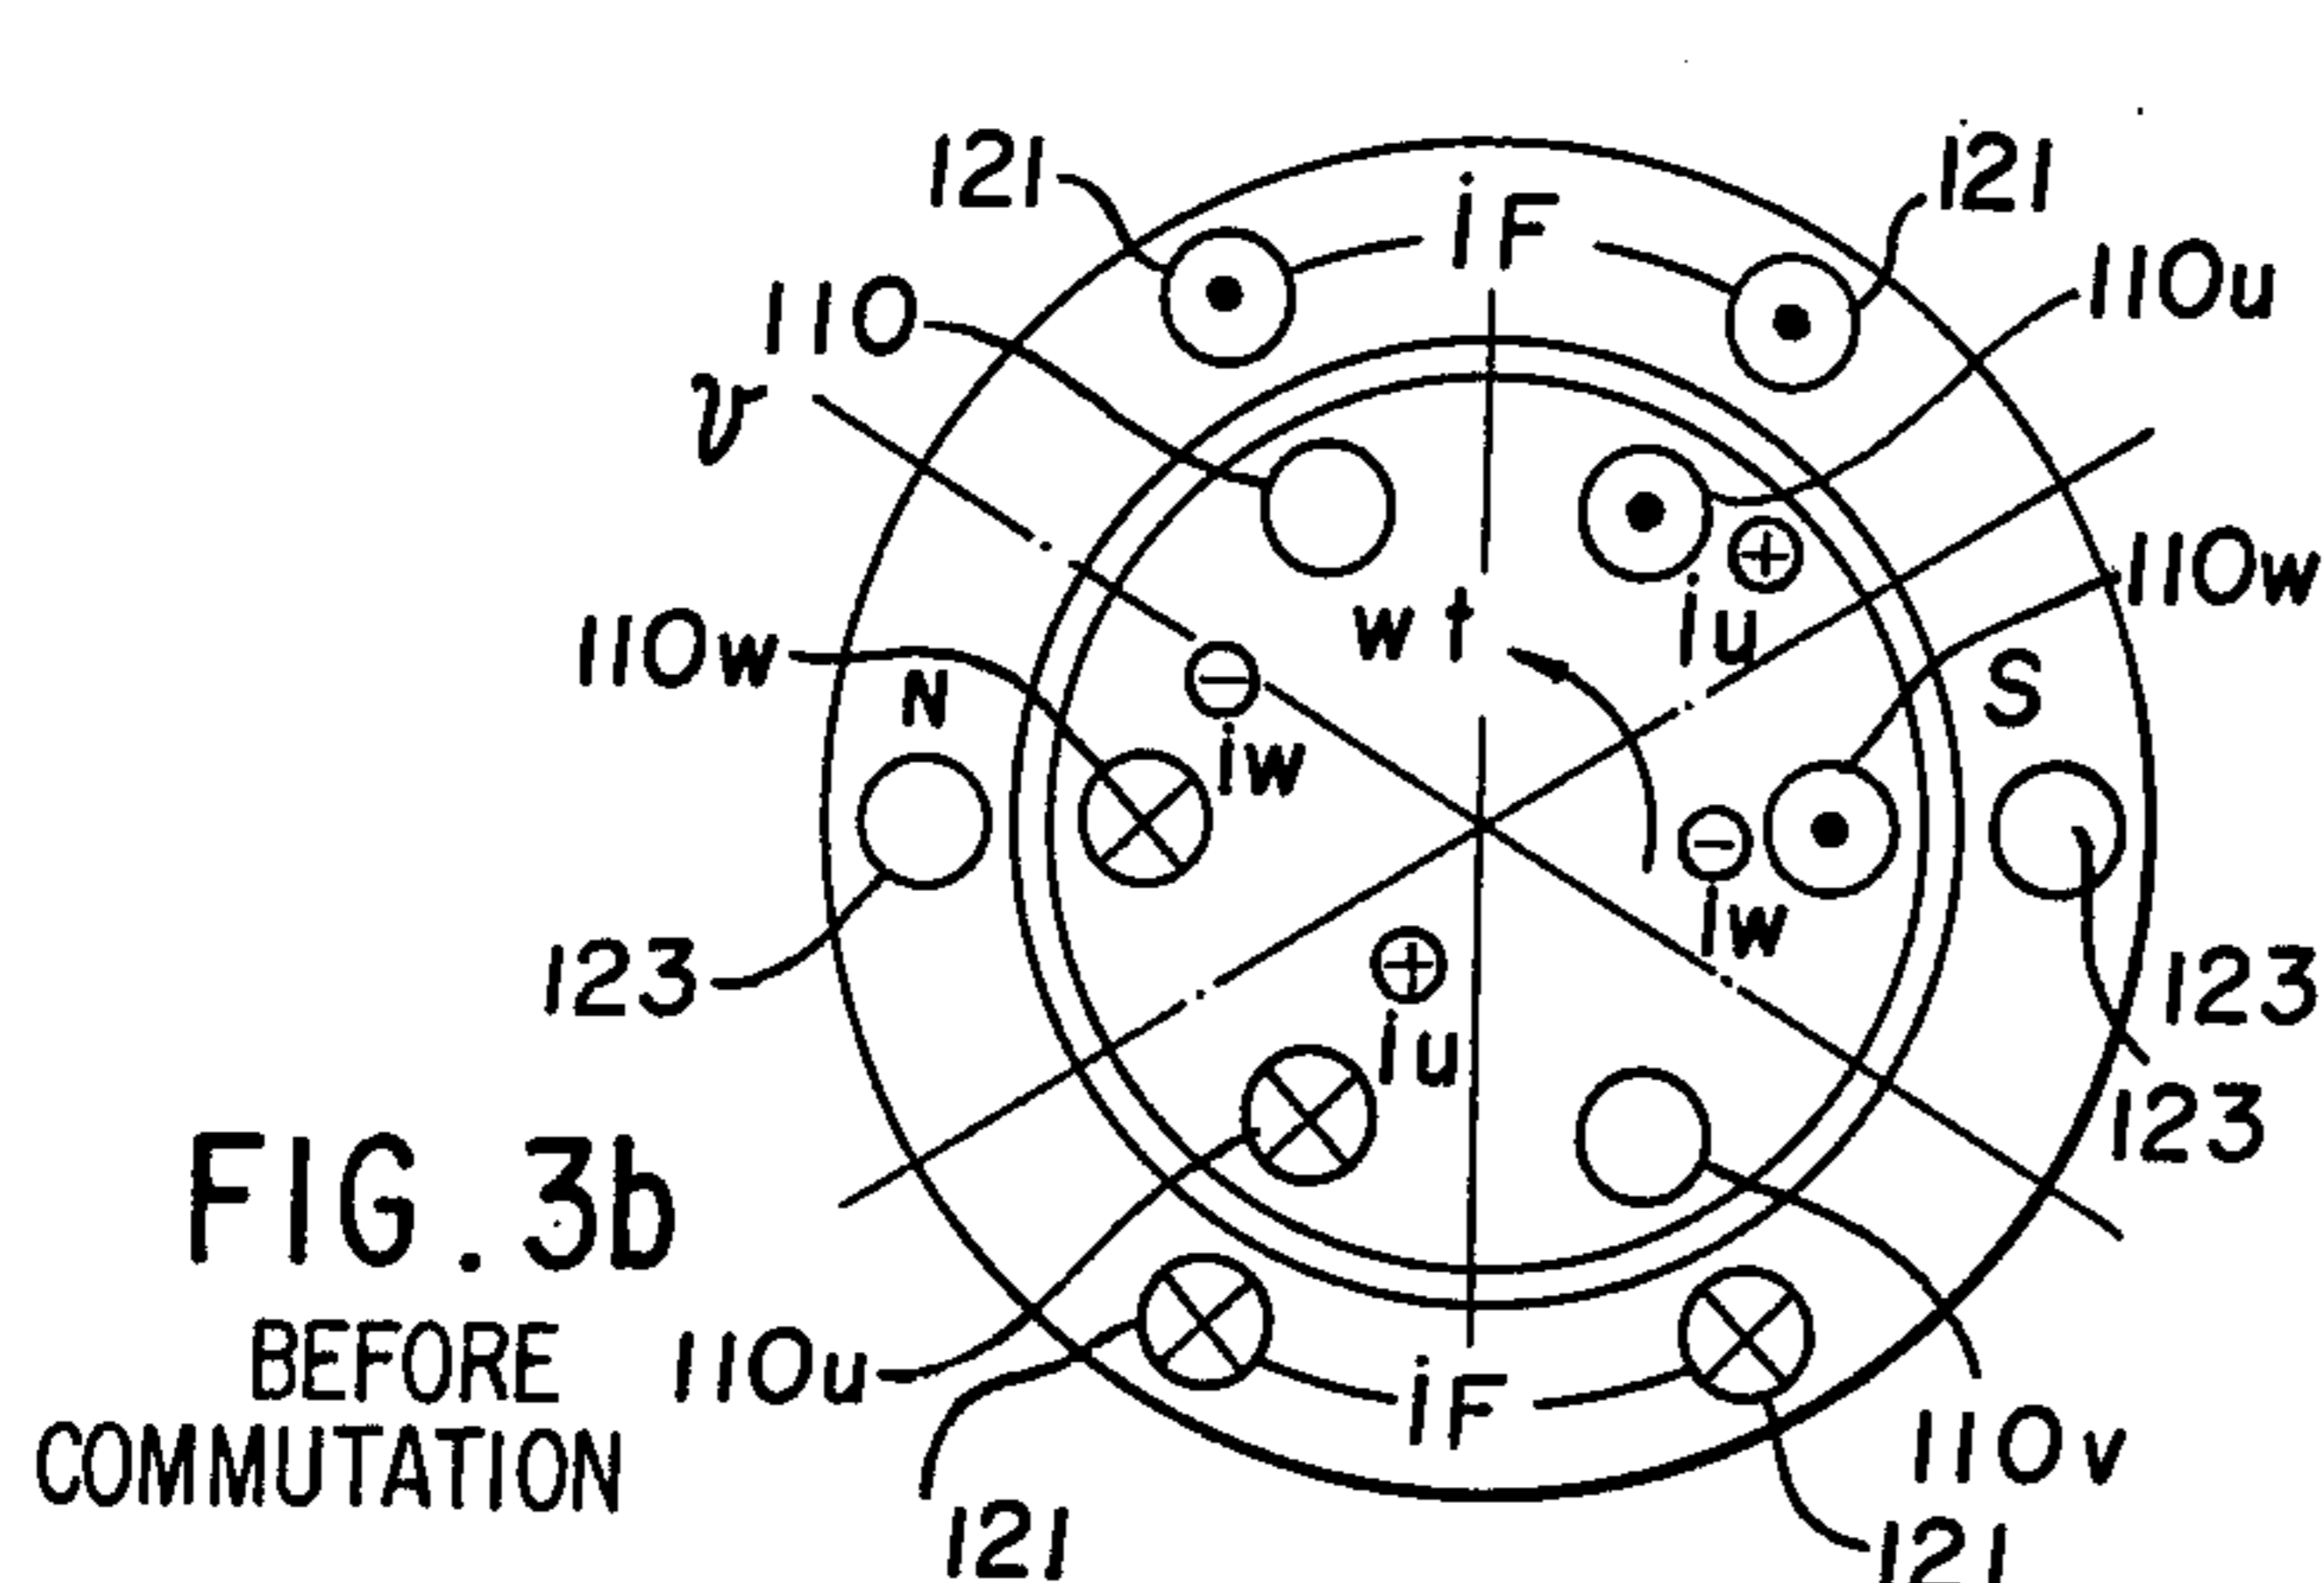 121
iF
121
110
110u
v
wt
iu
110w
110w
N
S
iw
iw
123
iu
123
123
FIG. 3b
BEFORE
COMMUTATION
110u
iF
110v
121
121